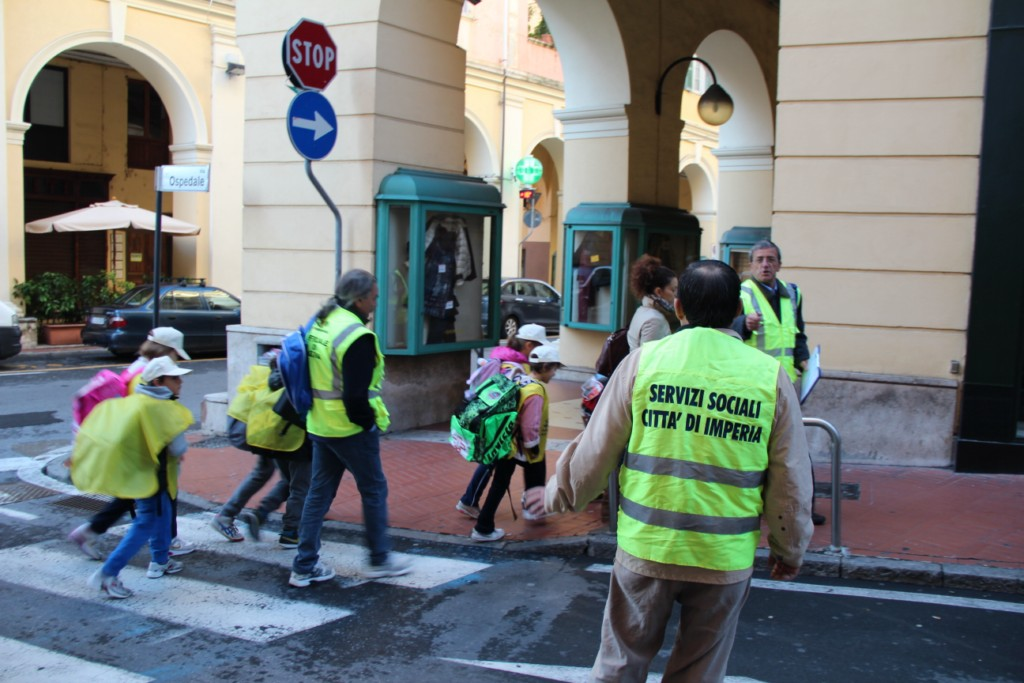 STOP
Ospedale
SERVIZI SOCIALI
CITTA' DI IMPERIA